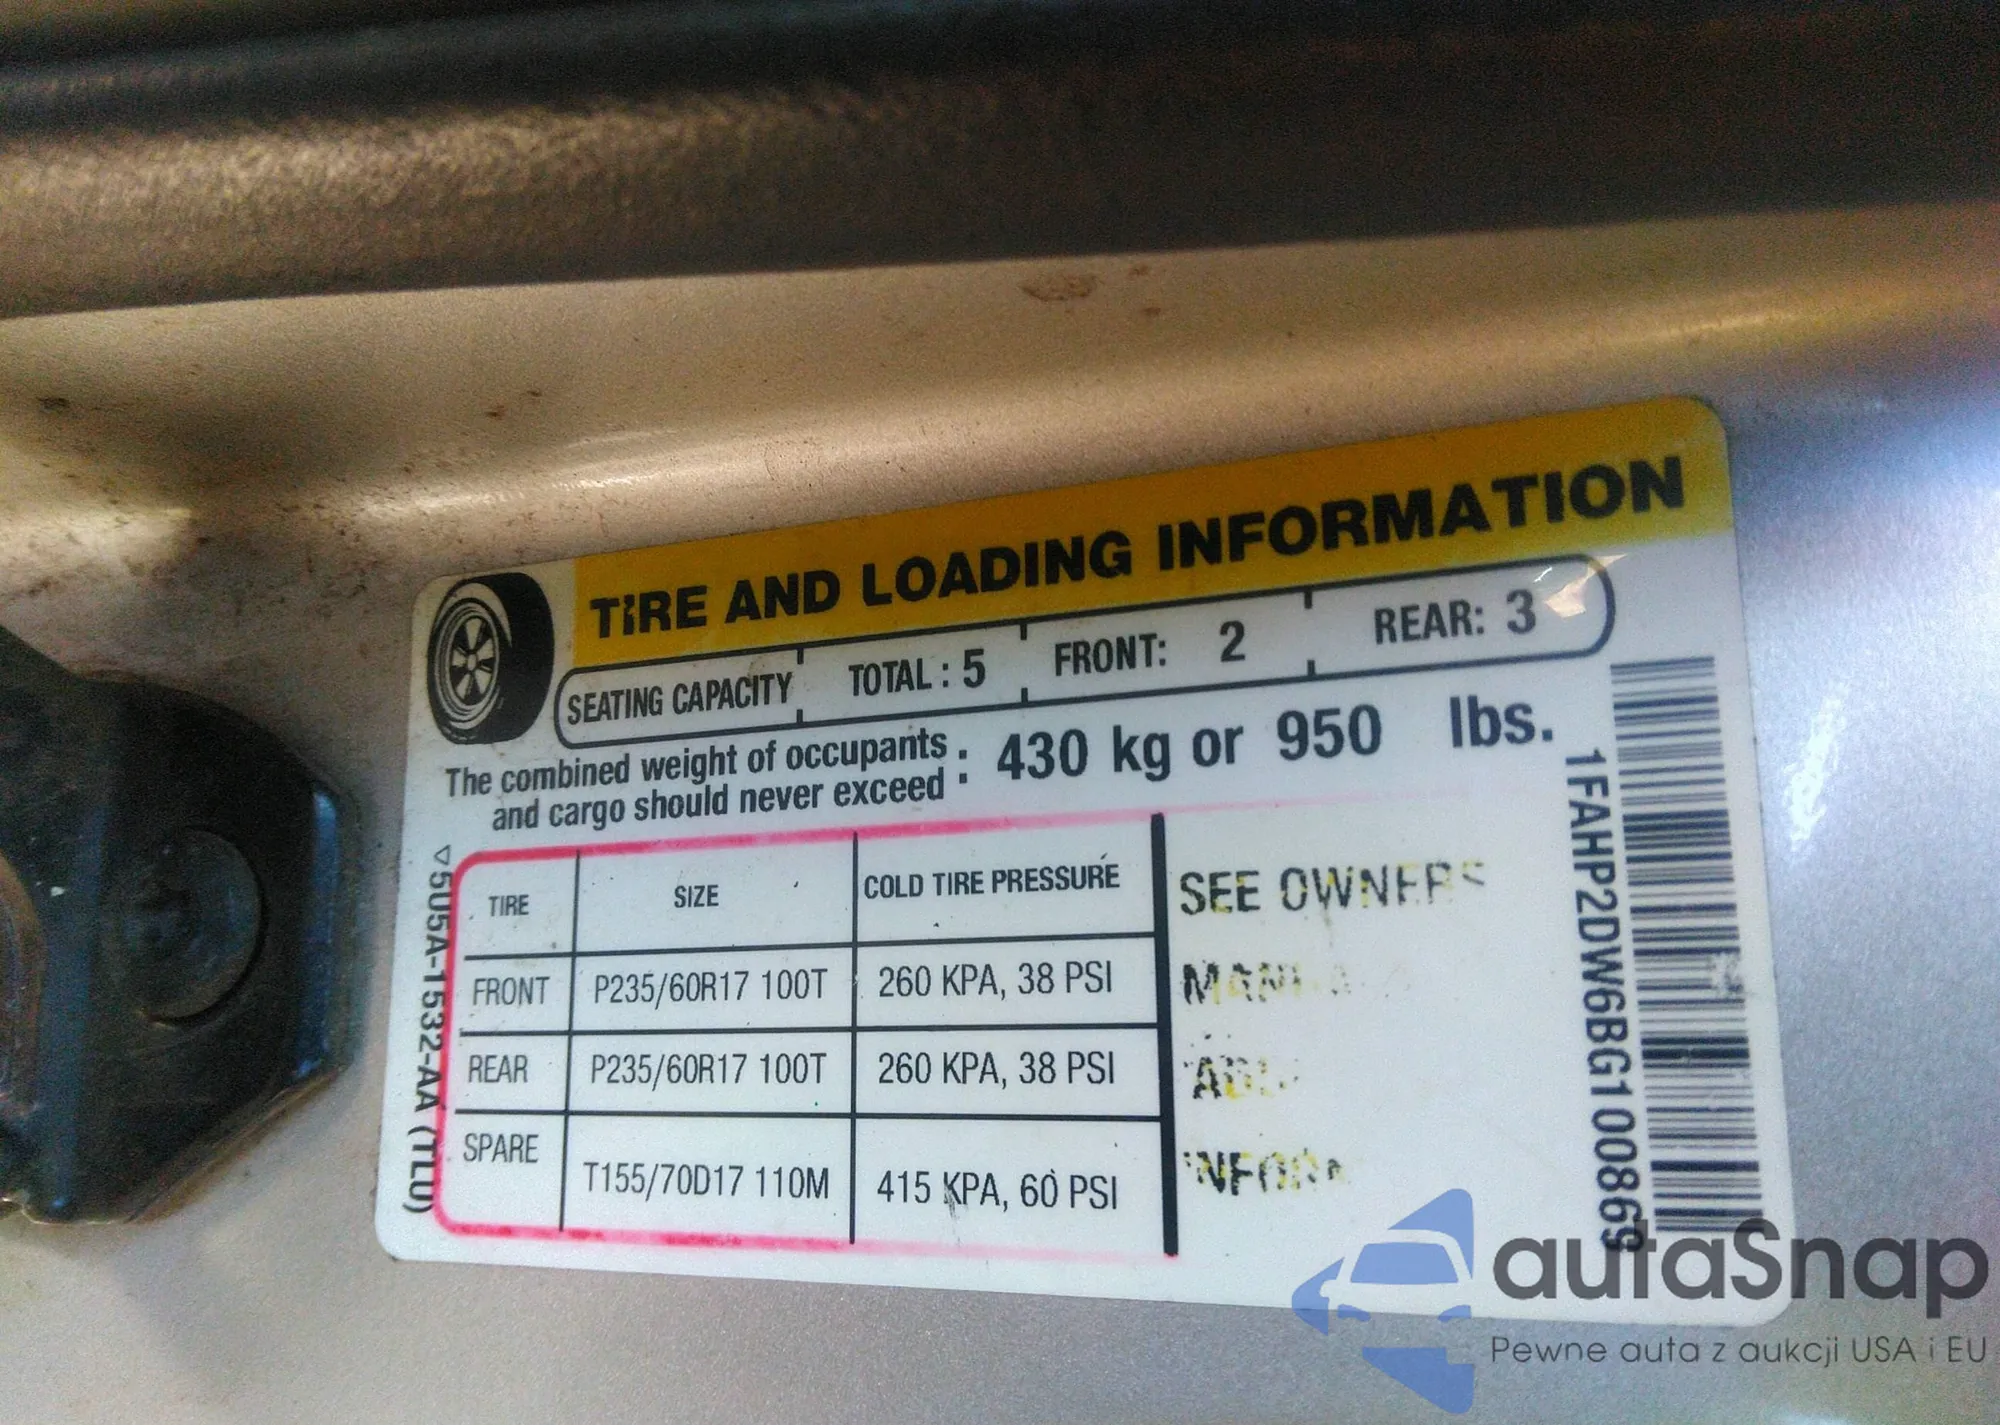 TIRE AND LOADING INFORMATION
SEATING CAPACITY TOTAL : 5 FRONT: 2 REAR: 3
The combined weight of occupants
and cargo should never exceed : 430 kg or 950 lbs.
TIRE SIZE COLD TIRE PRESSURE
FRONT P235/60R17 100T 260 KPA, 38 PSI
REAR P235/60R17 100T 260 KPA, 38 PSI
SPARE T155/70D17 110M 415 KPA, 60 PSI
SEE OWNERS
5U5A-1532-AA (TLU)
1FAHP2DW6BG100869
autaSnap
Pewne auta z aukcji USA i EU